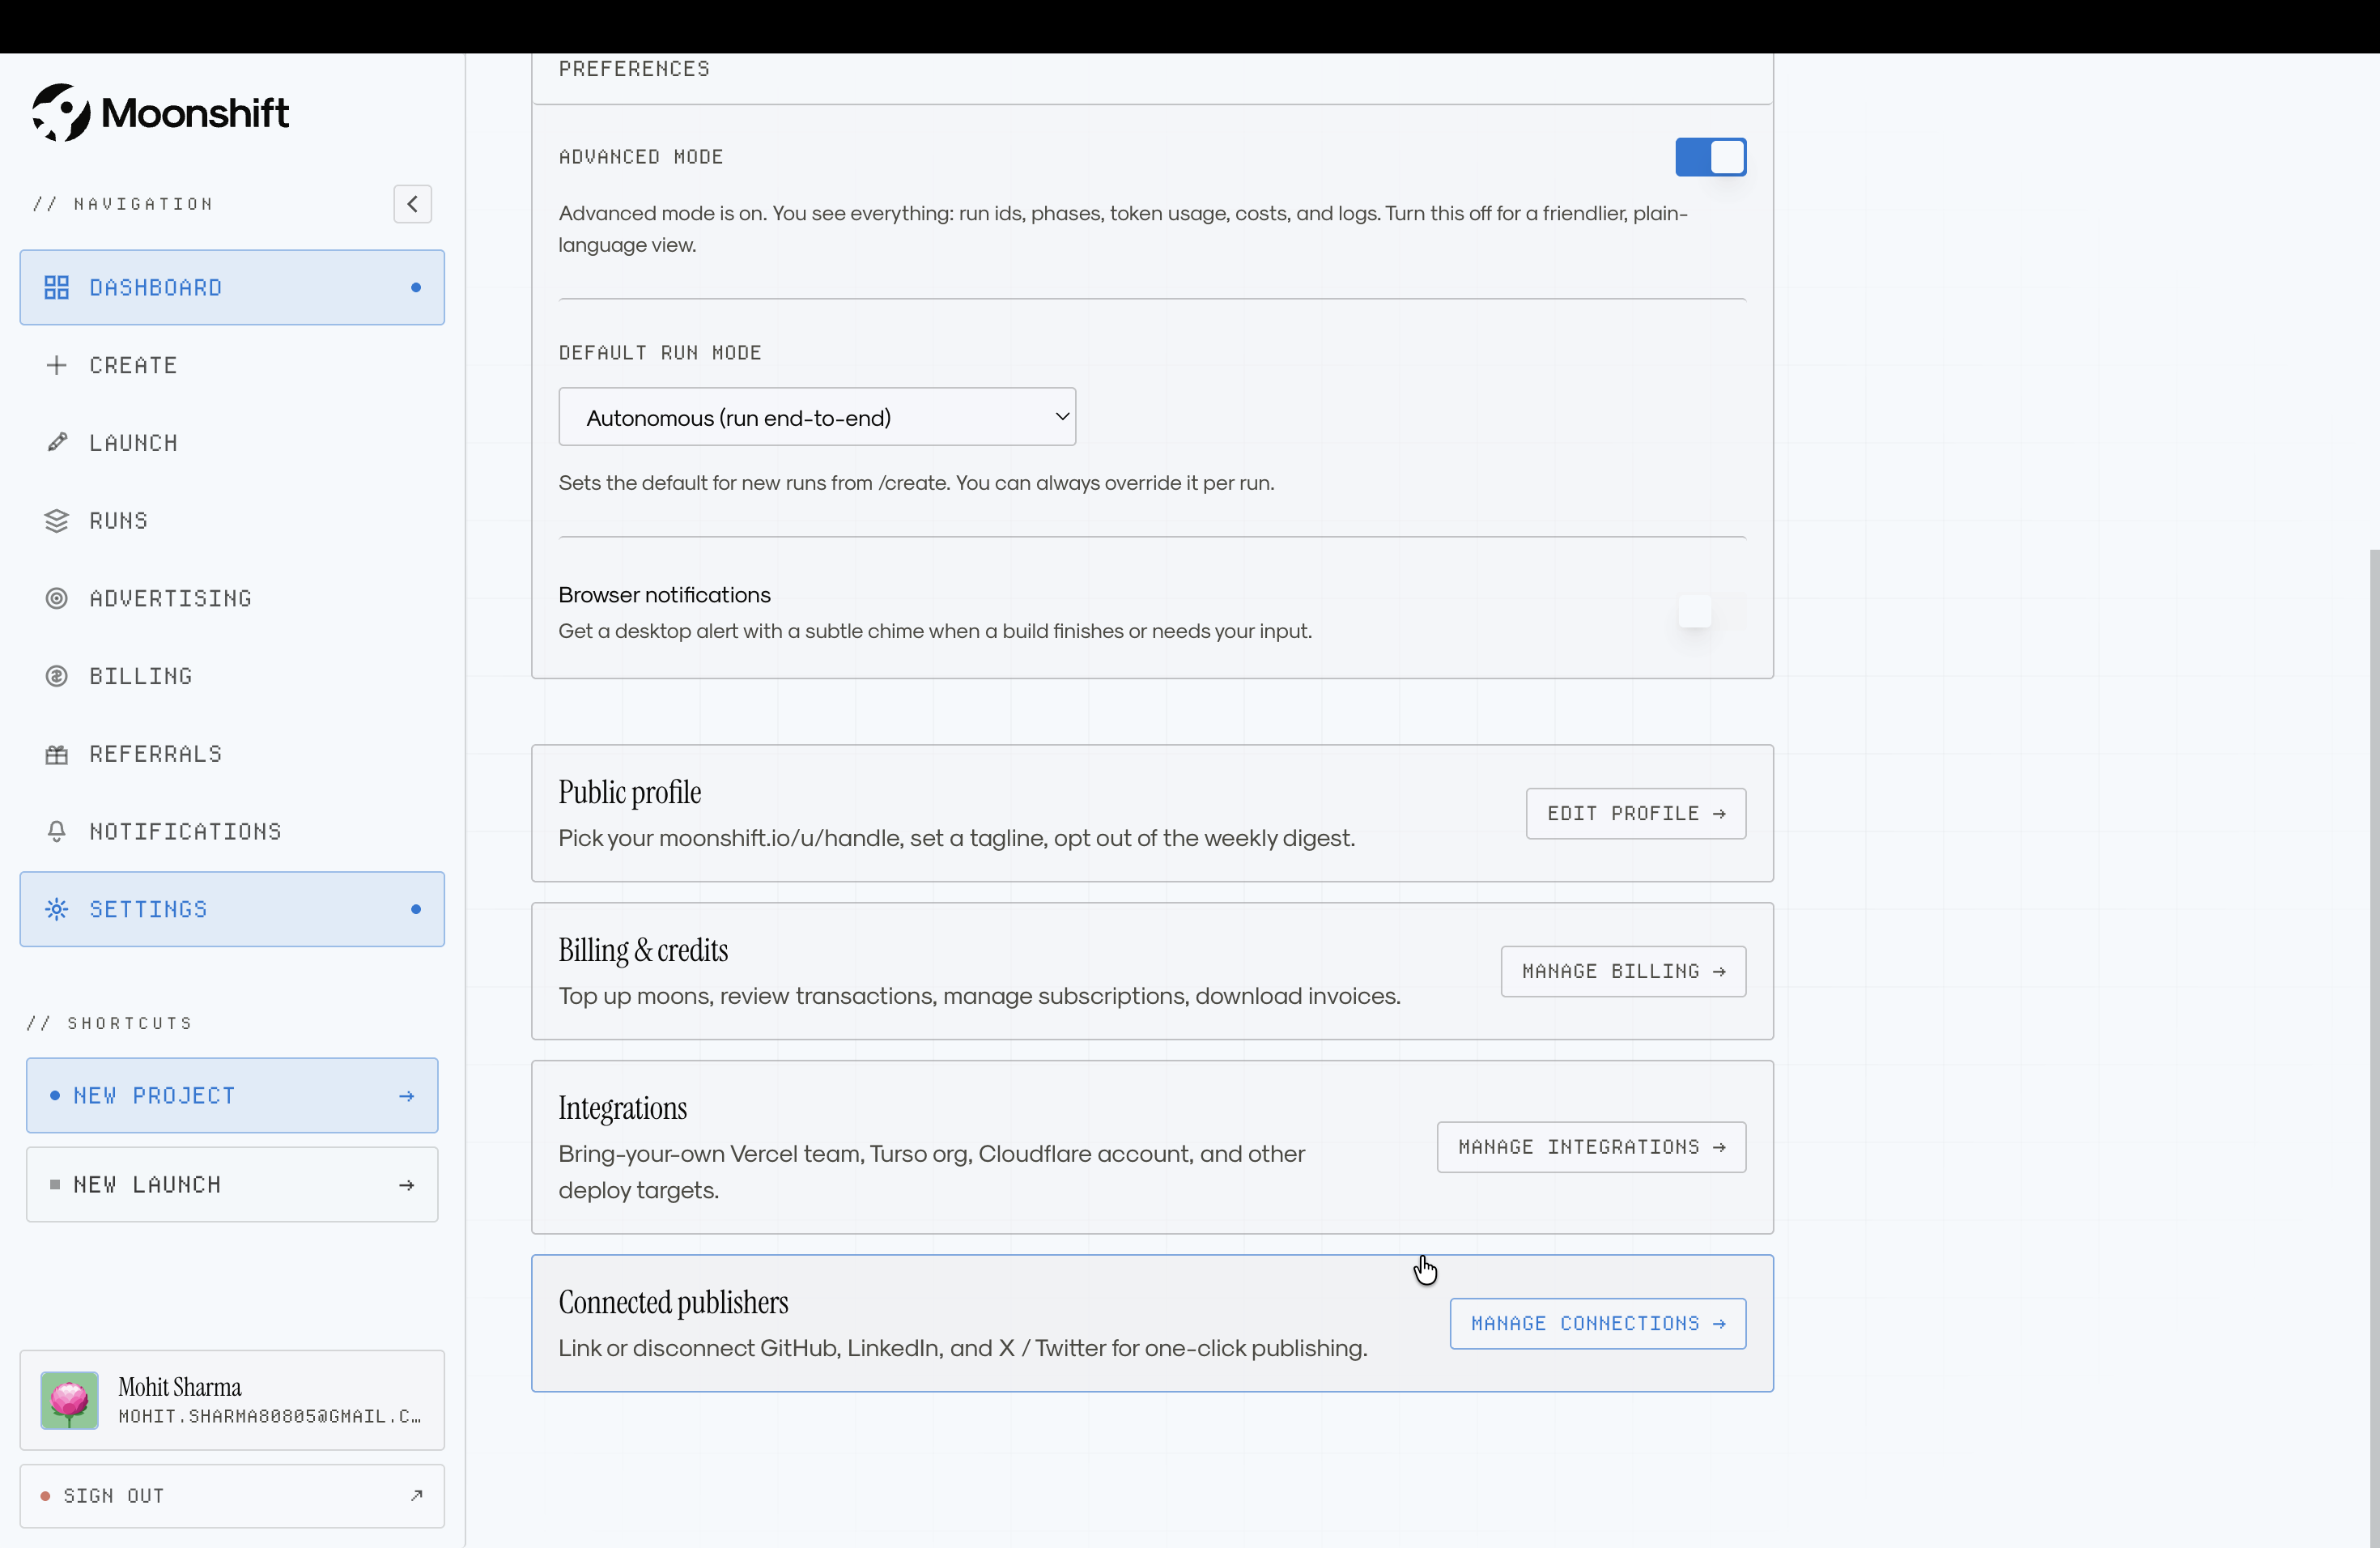 Moonshift
// NAVIGATION
DASHBOARD
CREATE
LAUNCH
RUNS
ADVERTISING
BILLING
REFERRALS
NOTIFICATIONS
SETTINGS
// SHORTCUTS
NEW PROJECT →
NEW LAUNCH →
Mohit Sharma
MOHIT.SHARMA80805@GMAIL.C…
SIGN OUT ↗
PREFERENCES
ADVANCED MODE
Advanced mode is on. You see everything: run ids, phases, token usage, costs, and logs. Turn this off for a friendlier, plain-
language view.
DEFAULT RUN MODE
Autonomous (run end-to-end)
Sets the default for new runs from /create. You can always override it per run.
Browser notifications
Get a desktop alert with a subtle chime when a build finishes or needs your input.
Public profile
Pick your moonshift.io/u/handle, set a tagline, opt out of the weekly digest.
EDIT PROFILE →
Billing & credits
Top up moons, review transactions, manage subscriptions, download invoices.
MANAGE BILLING →
Integrations
Bring-your-own Vercel team, Turso org, Cloudflare account, and other
deploy targets.
MANAGE INTEGRATIONS →
Connected publishers
Link or disconnect GitHub, LinkedIn, and X / Twitter for one-click publishing.
MANAGE CONNECTIONS →